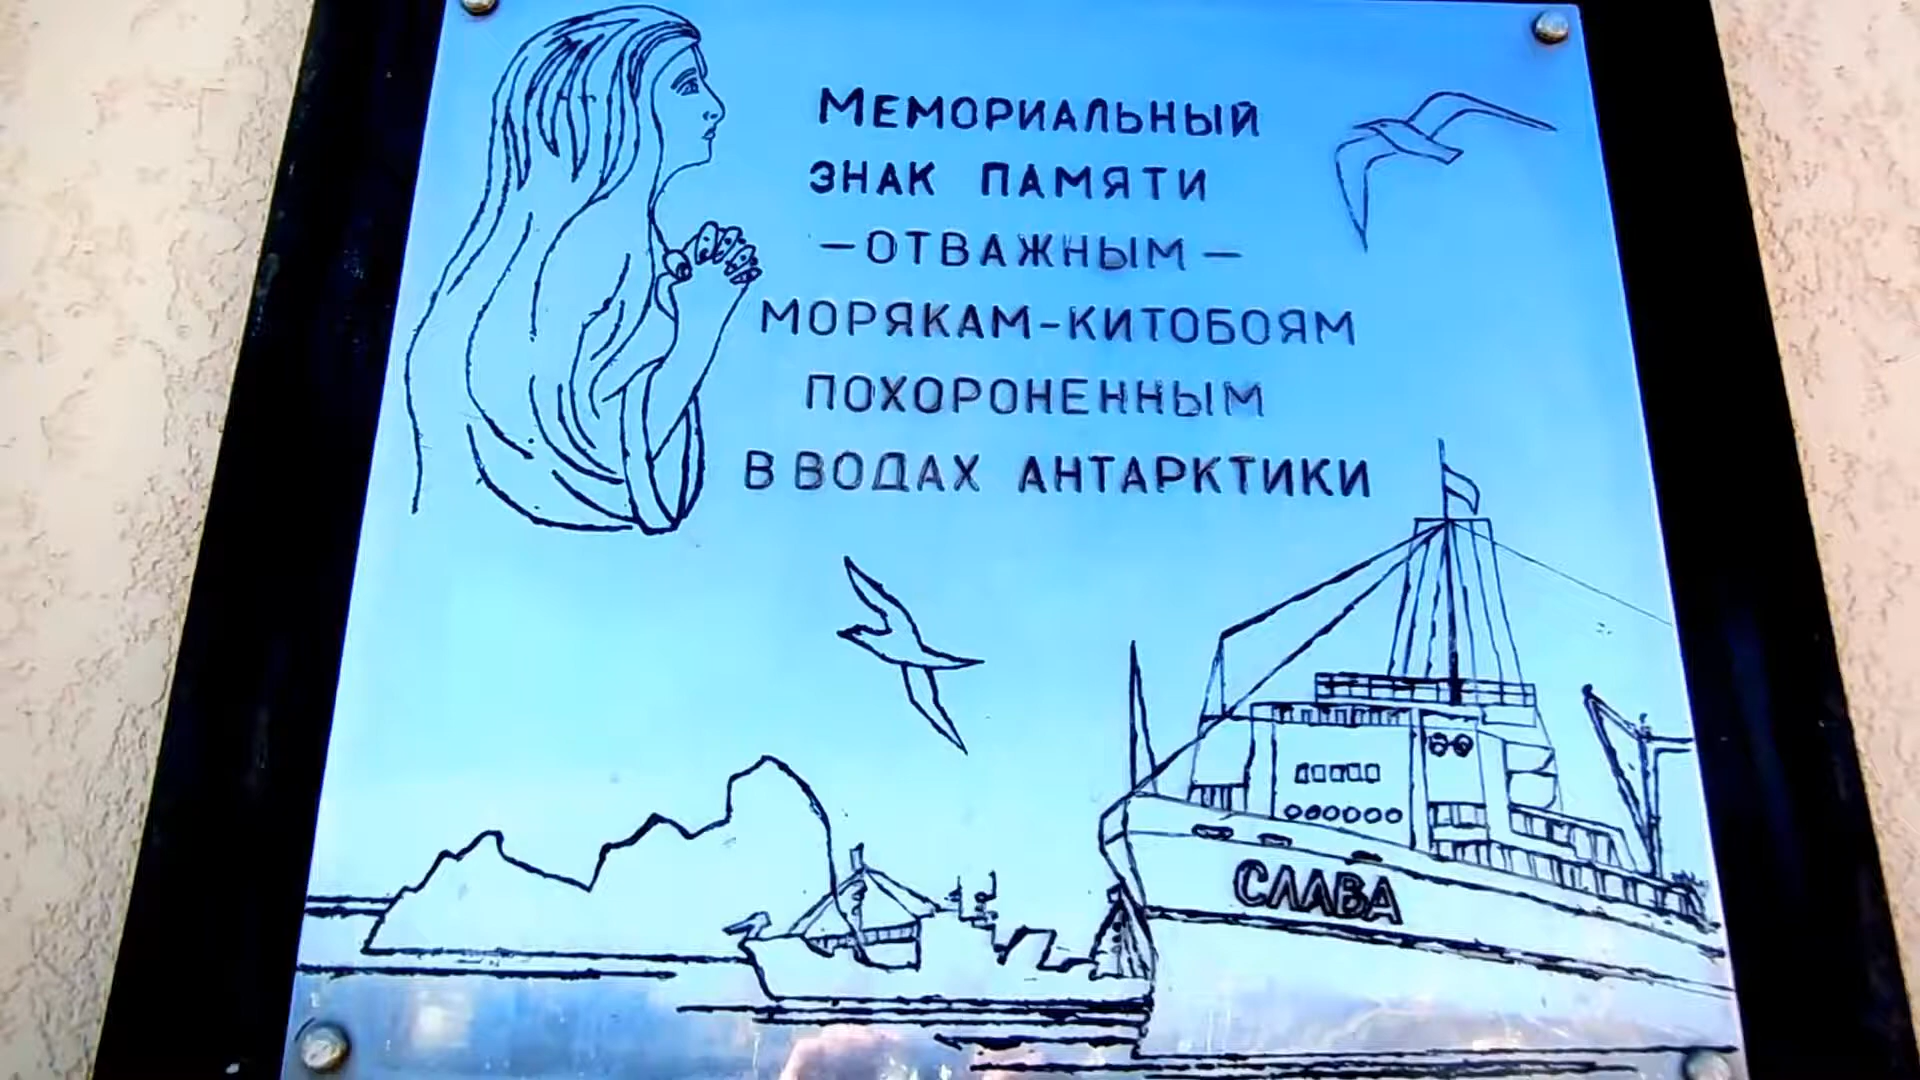 МЕМОРИАЛЬНЫЙ
ЗНАК ПАМЯТИ
—ОТВАЖНЫМ—
МОРЯКАМ-КИТОБОЯМ
ПОХОРОНЕННЫМ
В ВОДАХ АНТАРКТИКИ
СЛАВА